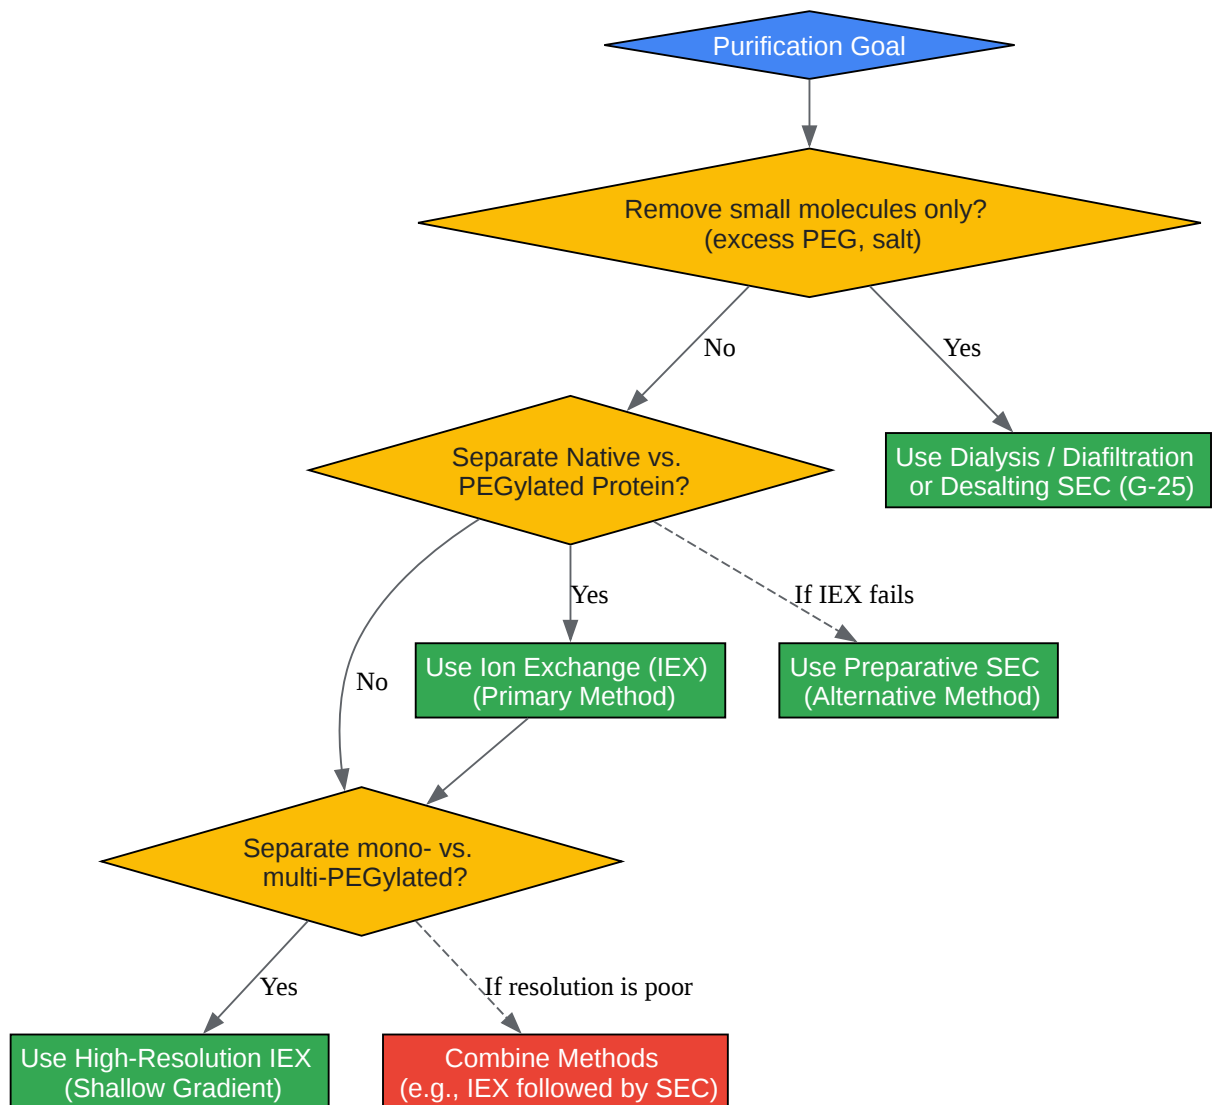 Purification Goal
Remove small molecules only?
(excess PEG, salt)
No
Yes
Separate Native vs.
PEGylated Protein?
Use Dialysis / Diafiltration
or Desalting SEC (G-25)
Yes
If IEX fails
No
Use Ion Exchange (IEX)
(Primary Method)
Use Preparative SEC
(Alternative Method)
Separate mono- vs.
multi-PEGylated?
Yes
If resolution is poor
Use High-Resolution IEX
(Shallow Gradient)
Combine Methods
(e.g., IEX followed by SEC)